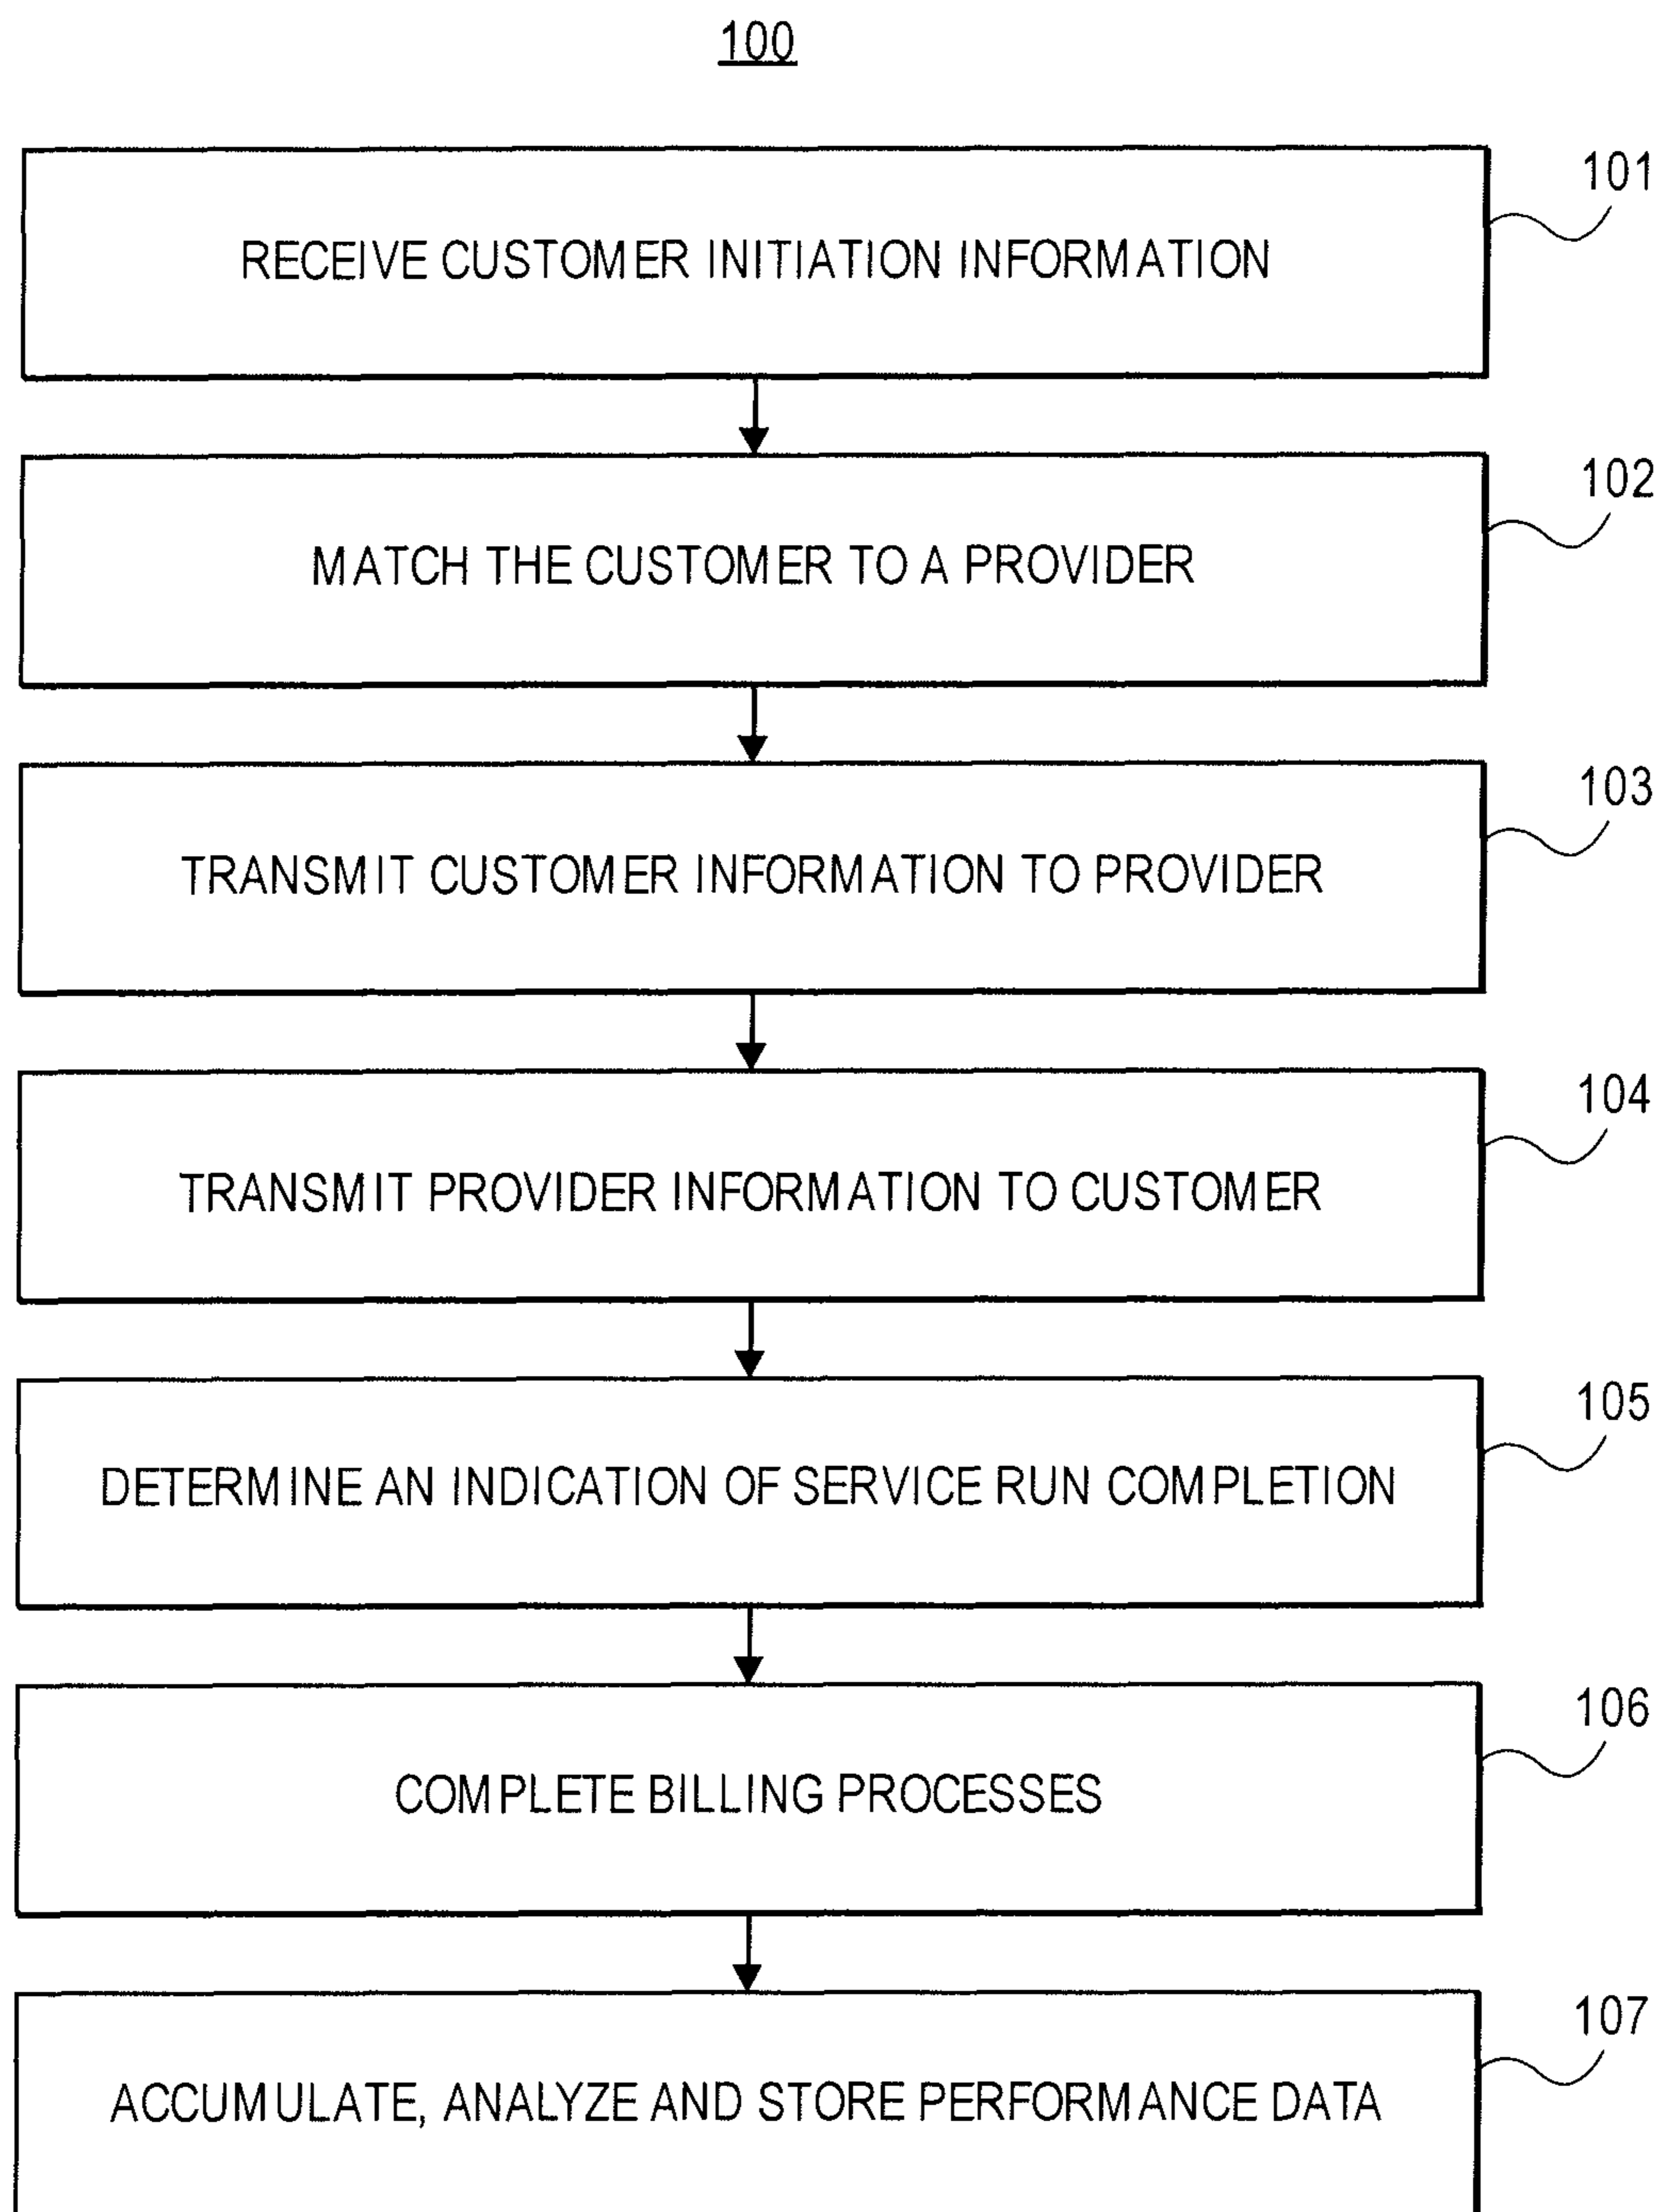 100
101
RECEIVE CUSTOMER INITIATION INFORMATION
102
MATCH THE CUSTOMER TO A PROVIDER
103
TRANSMIT CUSTOMER INFORMATION TO PROVIDER
104
TRANSMIT PROVIDER INFORMATION TO CUSTOMER
105
DETERMINE AN INDICATION OF SERVICE RUN COMPLETION
106
COMPLETE BILLING PROCESSES
107
ACCUMULATE, ANALYZE AND STORE PERFORMANCE DATA